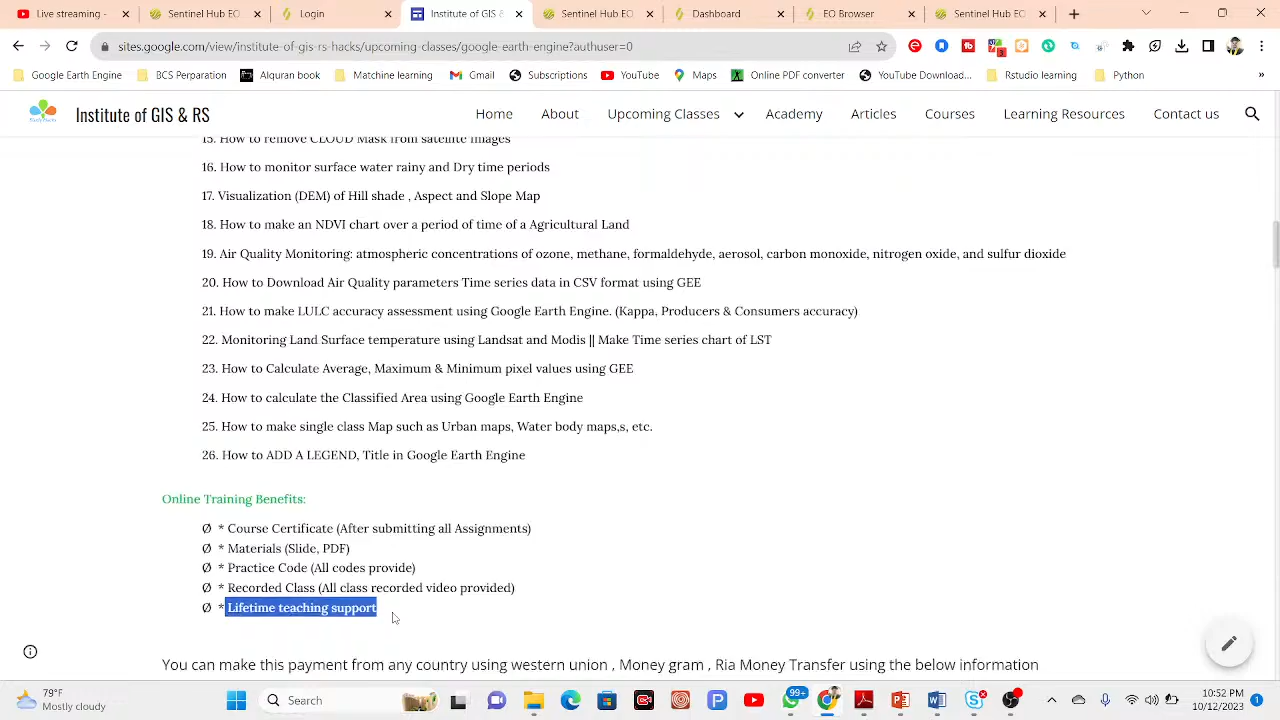 Live streaming -
Sentinel Hub EO
Login
Institute of GIS &
Sentinel Hub EO
Dashboard
EO Browser
Sentinel Hub EO
sites.google.com/d/ew/institute-of-gis-rs-hacks/upcoming-classes/google-earth-engine?authuser=0
Google Earth Engine
BCS Perparation
Alquran book
Matchine learning
Gmail
Subscriptions
YouTube
Maps
Online PDF converter
YouTube Download...
Rstudio learning
Python
»
Institute of GIS & RS
Home
About
Upcoming Classes
Academy
Articles
Courses
Learning Resources
Contact us
15. How to remove CLOUD Mask from satellite images
16. How to monitor surface water rainy and Dry time periods
17. Visualization (DEM) of Hill shade , Aspect and Slope Map
18. How to make an NDVI chart over a period of time of a Agricultural Land
19. Air Quality Monitoring: atmospheric concentrations of ozone, methane, formaldehyde, aerosol, carbon monoxide, nitrogen oxide, and sulfur dioxide
20. How to Download Air Quality parameters Time series data in CSV format using GEE
21. How to make LULC accuracy assessment using Google Earth Engine. (Kappa, Producers & Consumers accuracy)
22. Monitoring Land Surface temperature using Landsat and Modis || Make Time series chart of LST
23. How to Calculate Average, Maximum & Minimum pixel values using GEE
24. How to calculate the Classified Area using Google Earth Engine
25. How to make single class Map such as Urban maps, Water body maps,s, etc.
26. How to ADD A LEGEND, Title in Google Earth Engine
Online Training Benefits:
Ø * Course Certificate (After submitting all Assignments)
Ø * Materials (Slide, PDF)
Ø * Practice Code (All codes provide)
Ø * Recorded Class (All class recorded video provided)
Ø * Lifetime teaching support
You can make this payment from any country using western union , Money gram , Ria Money Transfer using the below information
79°F
Mostly cloudy
Search
99+
10:52 PM
10/12/2023
1